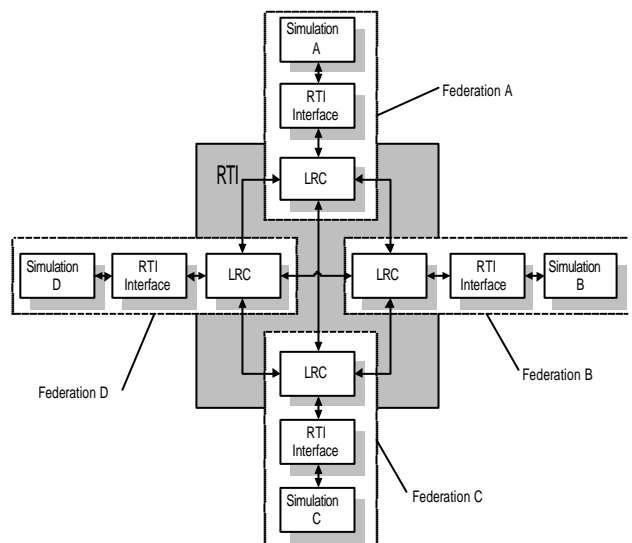 Simulation
A
RTI
Interface
Federation A
RTI
LRC
Simulation
D
RTI
Interface
LRC
LRC
RTI
Interface
Simulation
B
LRC
Federation D
Federation B
RTI
Interface
Simulation
C
Federation C